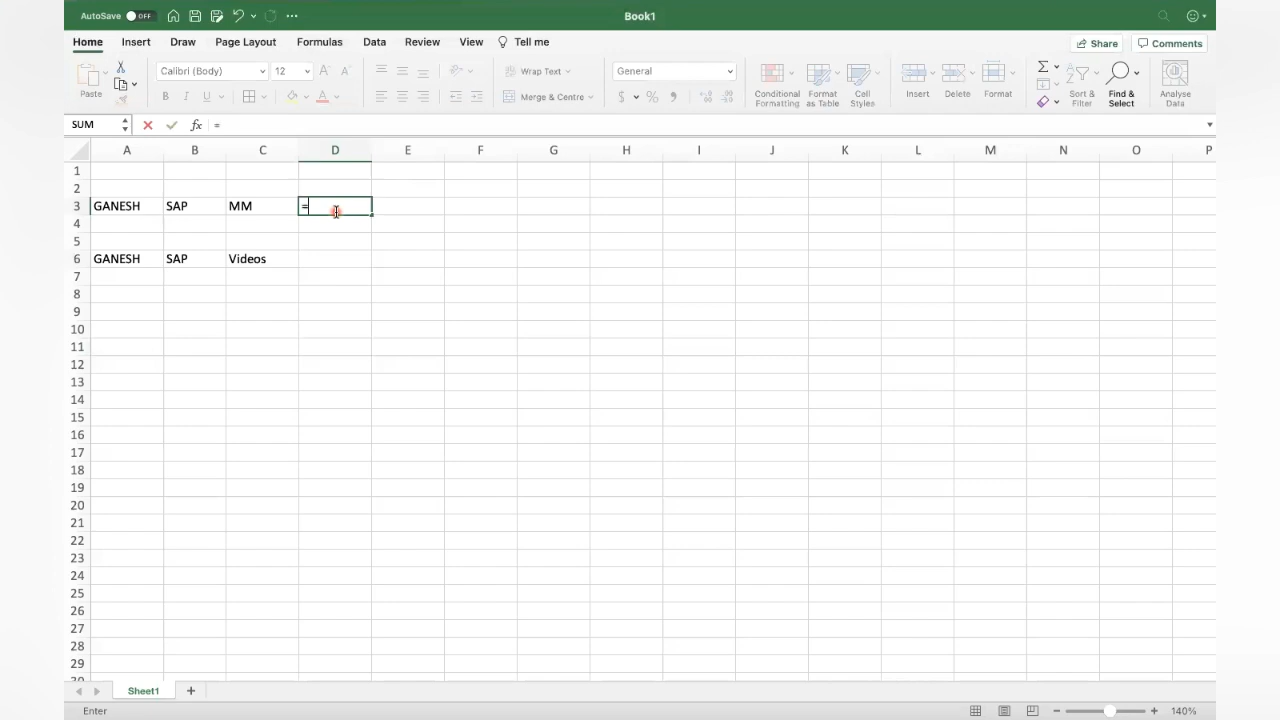 AutoSave OFF Book1
Home Insert Draw Page Layout Formulas Data Review View Tell me Share Comments
Paste Calibri (Body) 12 A A Wrap Text General Conditional Formatting Format as Table Cell Styles Insert Delete Format Sort & Filter Find & Select Analyse Data
B I U A Merge & Centre $ %
SUM fx =
A B C D E F G H I J K L M N O P
1
2
3 GANESH SAP MM =
4
5
6 GANESH SAP Videos
7
8
9
10
11
12
13
14
15
16
17
18
19
20
21
22
23
24
25
26
27
28
29
30
Sheet1 +
Enter 140%